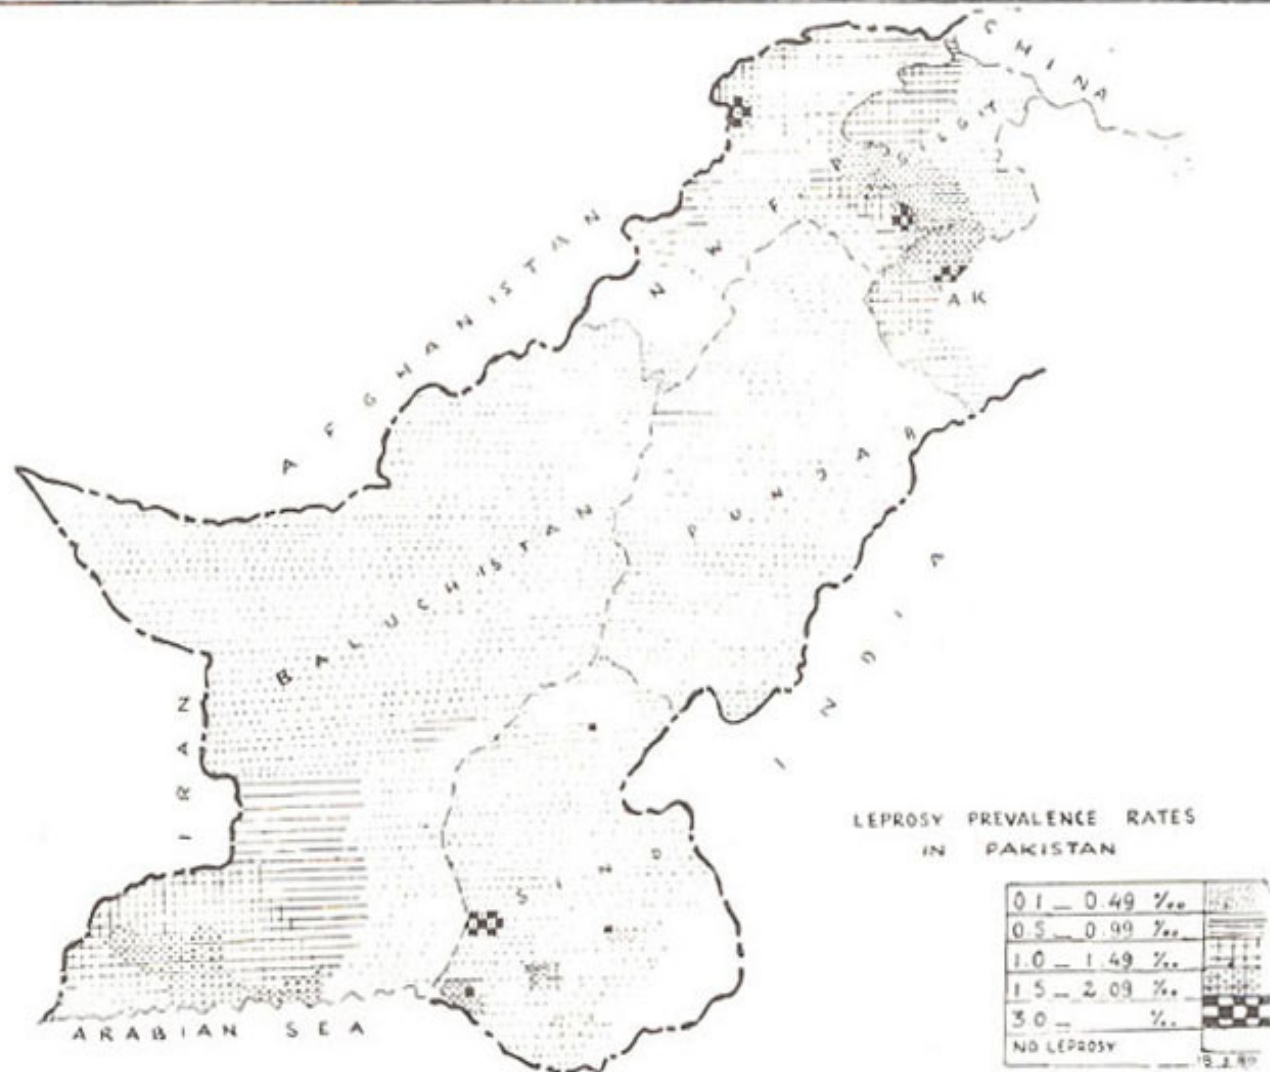 CHINA
GILGIT
N W F P
AFGHANISTAN
AK
PUNJAB
BALUCHISTAN
INDIA
IRAN
SIND
ARABIAN SEA
LEPROSY PREVALENCE RATES
IN PAKISTAN
0.1 _ 0.49 ‰
0.5 _ 0.99 ‰
1.0 _ 1.49 ‰
1.5 _ 2.09 ‰
3.0 _ ‰
NO LEPROSY